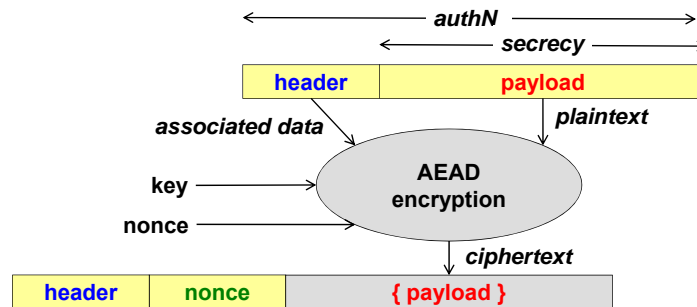 authN
secrecy
header payload
associated data plaintext
AEAD
encryption
key
nonce
ciphertext
header nonce { payload }